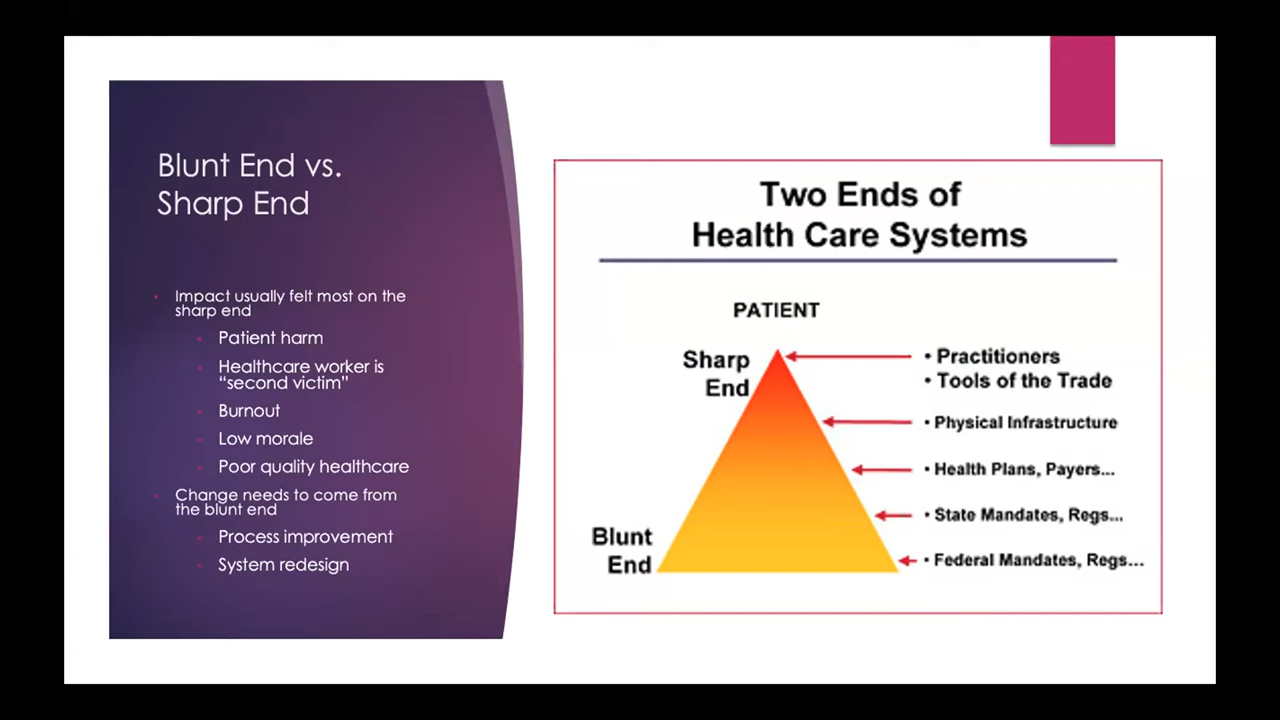 Blunt End vs.
Sharp End
• Impact usually felt most on the
sharp end
• Patient harm
• Healthcare worker is
“second victim”
• Burnout
• Low morale
• Poor quality healthcare
• Change needs to come from
the blunt end
• Process improvement
• System redesign
Two Ends of
Health Care Systems
PATIENT
Sharp
End
• Practitioners
• Tools of the Trade
• Physical Infrastructure
• Health Plans, Payers...
• State Mandates, Regs...
Blunt
End
• Federal Mandates, Regs...